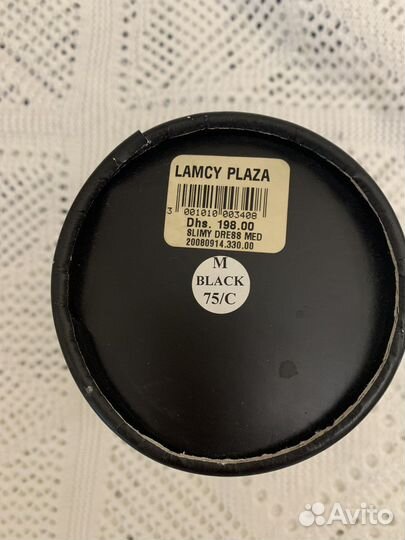 LAMCY PLAZA
3 001010 003408
Dhs. 198.00
SLIMY DRESS MED
20080914.330.00
M
BLACK
75/C
Avito